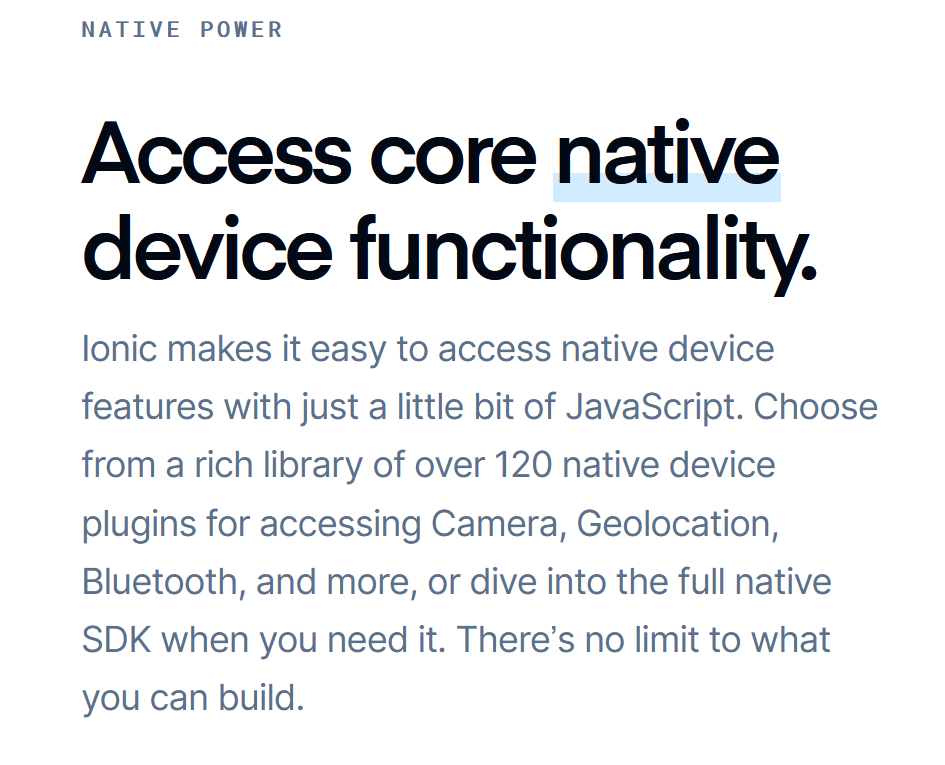 NATIVE POWER
Access core native
device functionality.
Ionic makes it easy to access native device
features with just a little bit of JavaScript. Choose
from a rich library of over 120 native device
plugins for accessing Camera, Geolocation,
Bluetooth, and more, or dive into the full native
SDK when you need it. There’s no limit to what
you can build.